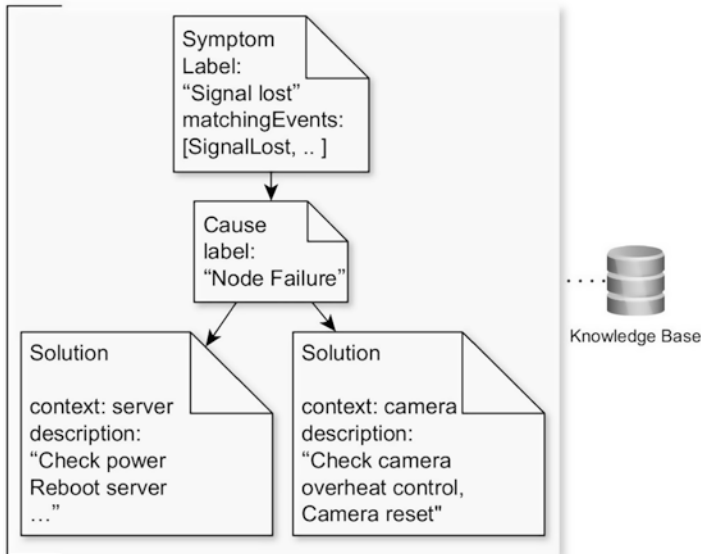 Symptom
Label:
“Signal lost”
matchingEvents:
[SignalLost, .. ]
Cause
label:
“Node Failure”
Solution
context: server
description:
“Check power
Reboot server
…”
Solution
context: camera
description:
“Check camera
overheat control,
Camera reset"
Knowledge Base